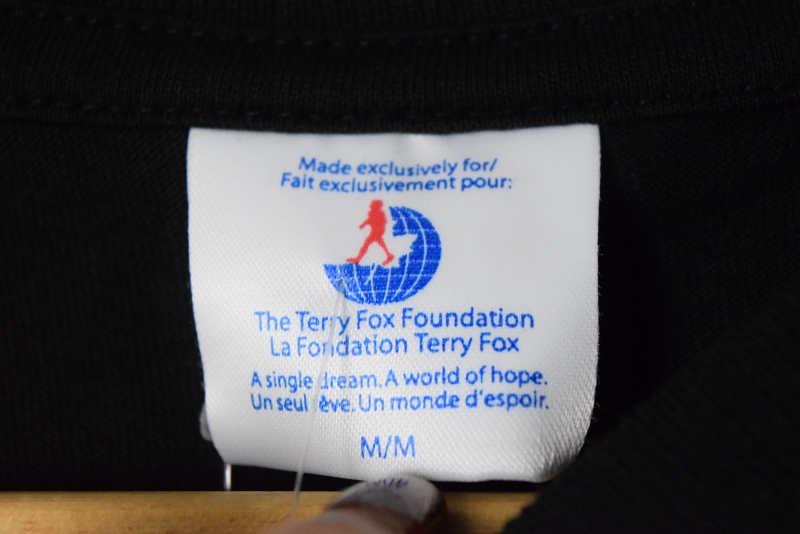 Made exclusively for/
Fait exclusivement pour:
The Terry Fox Foundation
La Fondation Terry Fox
A single dream. A world of hope.
Un seul rêve. Un monde d'espoir.
M/M